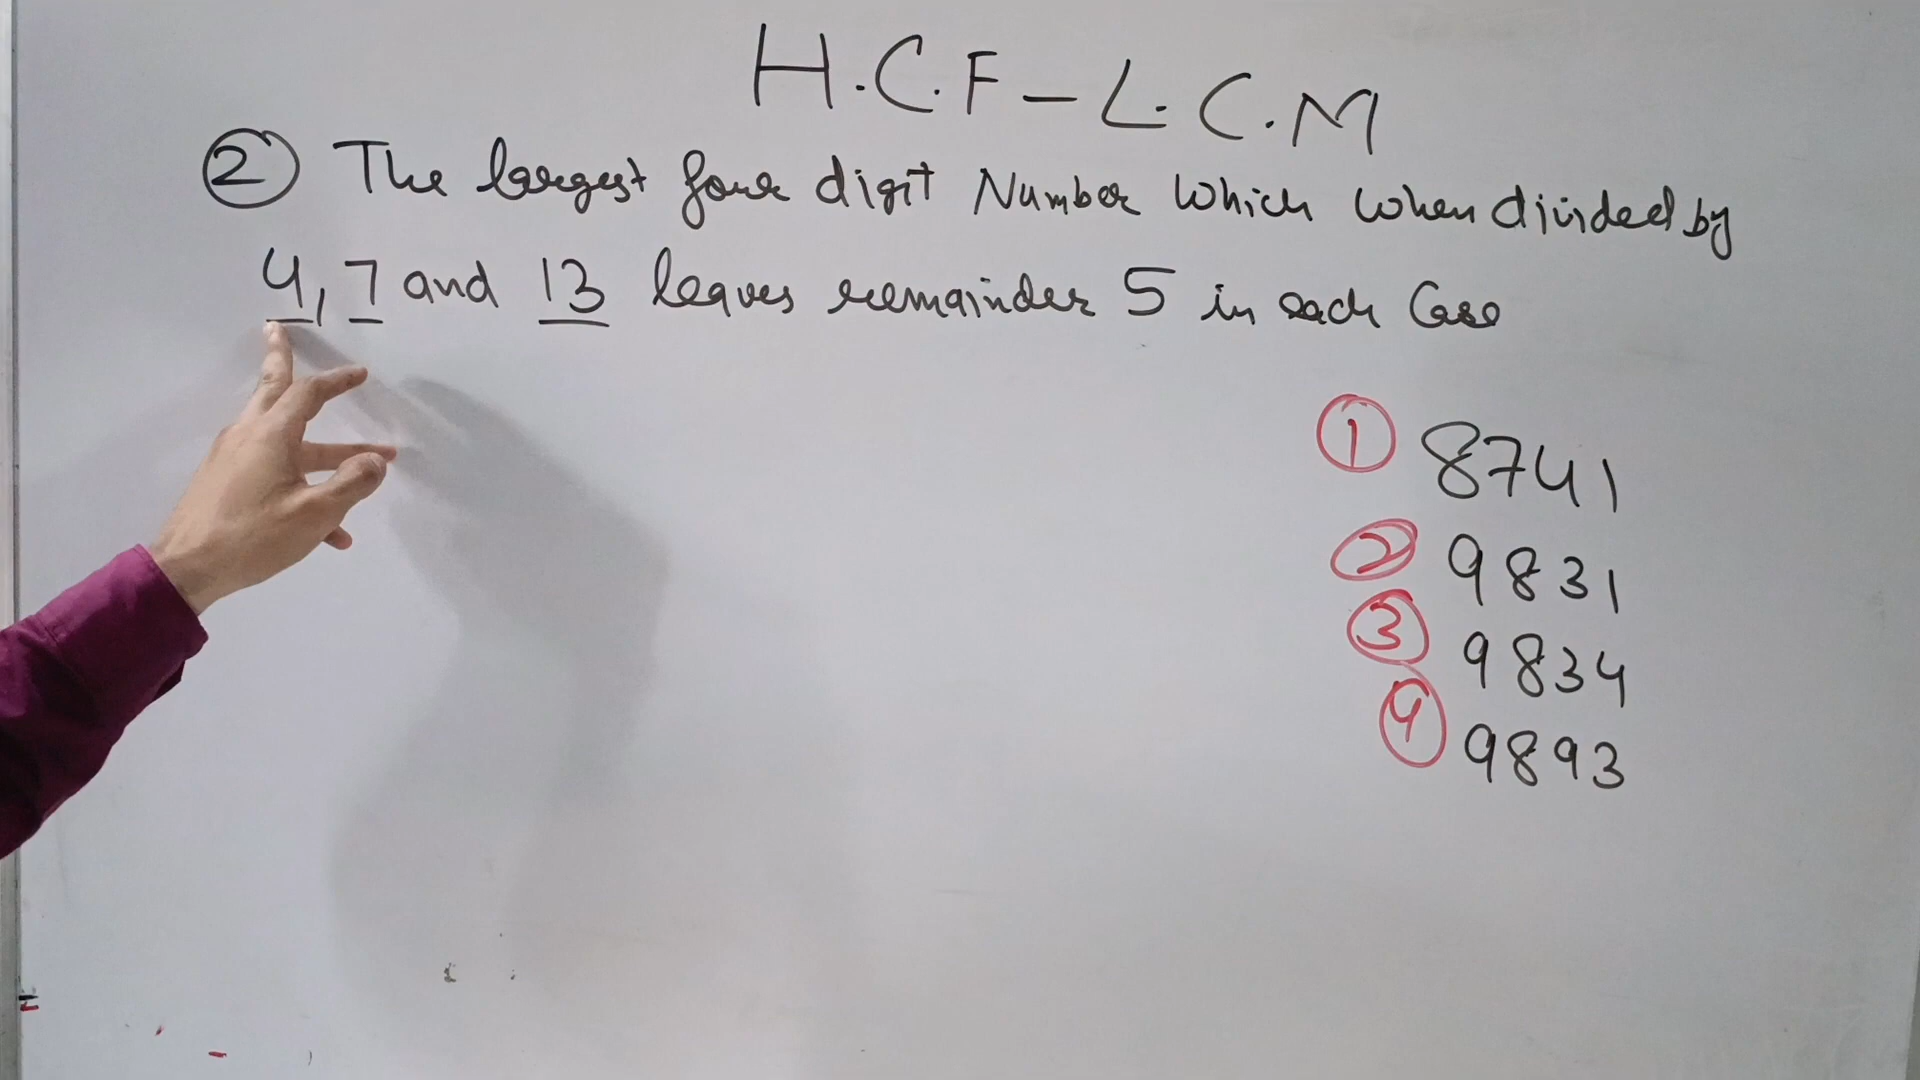 H.C.F - L.C.M
② The largest four digit Number which when divided by
4, 7 and 13 leaves remainder 5 in each Case
① 8741
② 9831
③ 9834
④ 9893